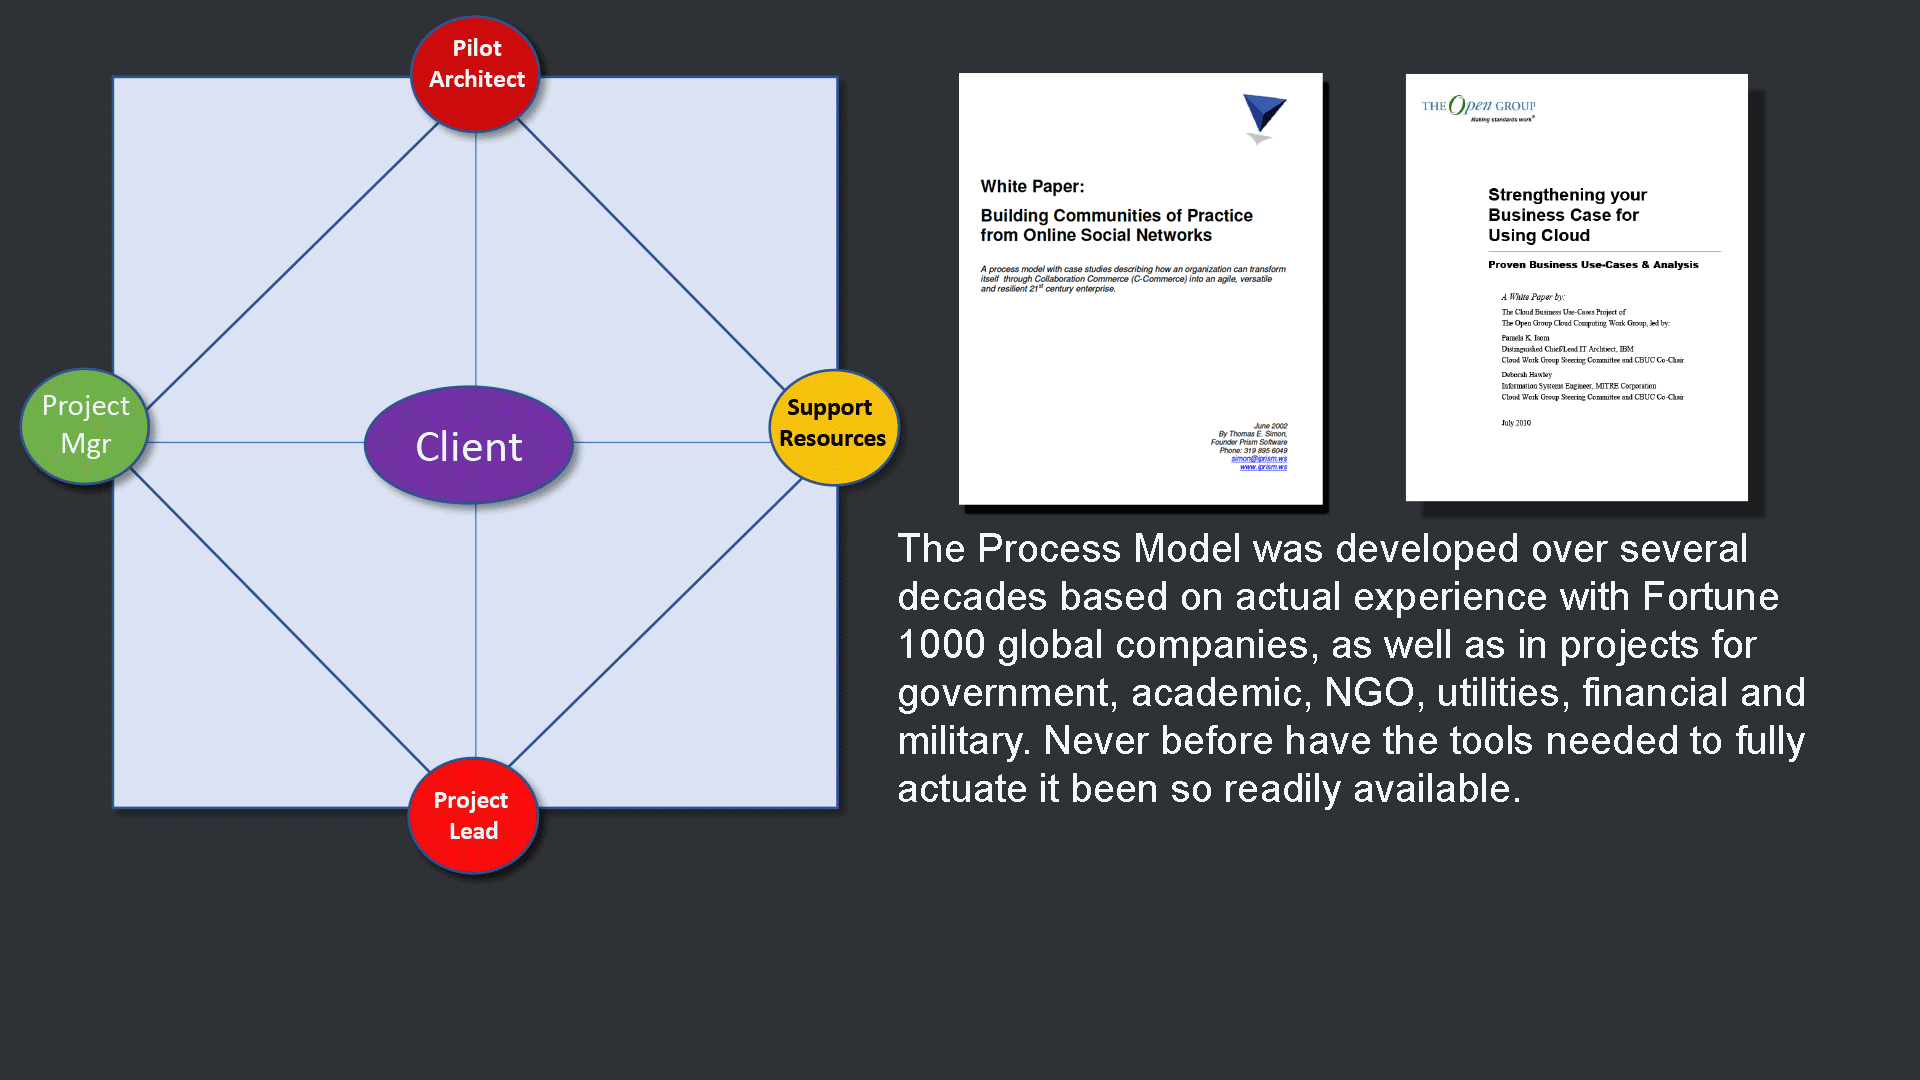 Pilot
Architect
Project
Mgr
Client
Support
Resources
Project
Lead
White Paper:
Building Communities of Practice
from Online Social Networks
A process model with case studies describing how an organization can transform
itself through Collaboration Commerce (C-Commerce) into an agile, versatile
and resilient 21st century enterprise.
June 2002
By Thomas E. Simon,
Founder Prism Software
Phone: 319 895 6049
simon@iprism.ws
www.iprism.ws
THE Open GROUP
Making standards work®
Strengthening your
Business Case for
Using Cloud
Proven Business Use-Cases & Analysis
A White Paper by:
The Cloud Business Use-Cases Project of
The Open Group Cloud Computing Work Group, led by:
Pamela K. Isom
Distinguished Chief/Lead IT Architect, IBM
Cloud Work Group Steering Committee and CBUC Co-Chair
Deborah Hawley
Information Systems Engineer, MITRE Corporation
Cloud Work Group Steering Committee and CBUC Co-Chair
July 2010
The Process Model was developed over several
decades based on actual experience with Fortune
1000 global companies, as well as in projects for
government, academic, NGO, utilities, financial and
military. Never before have the tools needed to fully
actuate it been so readily available.